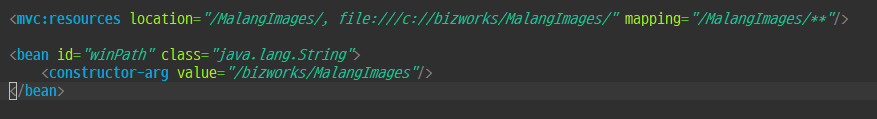 <mvc:resources location="/MalangImages/, file:///c://bizworks/MalangImages/" mapping="/MalangImages/**"/>
<bean id="winPath" class="java.lang.String">
<constructor-arg value="/bizworks/MalangImages"/>
</bean>